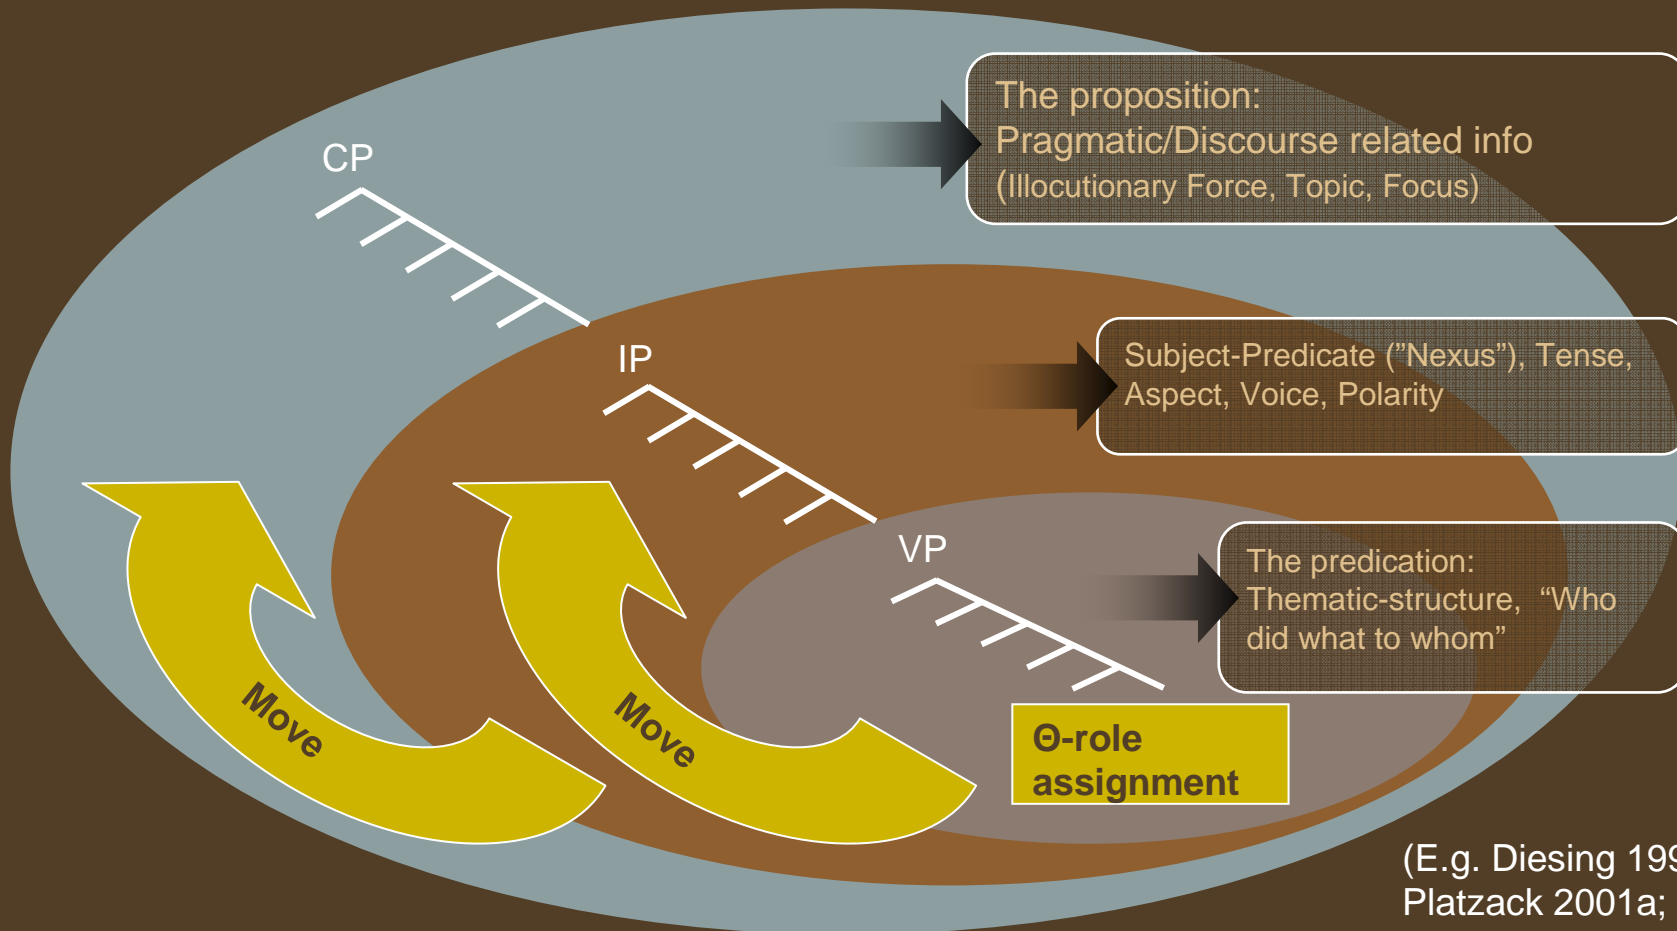 CP
The proposition:
Pragmatic/Discourse related info
(Illocutionary Force, Topic, Focus)
IP
Subject-Predicate (”Nexus”), Tense,
Aspect, Voice, Polarity
VP
The predication:
Thematic-structure, “Who
did what to whom”
Move
Move
Θ-role
assignment
(E.g. Diesing 199
Platzack 2001a;